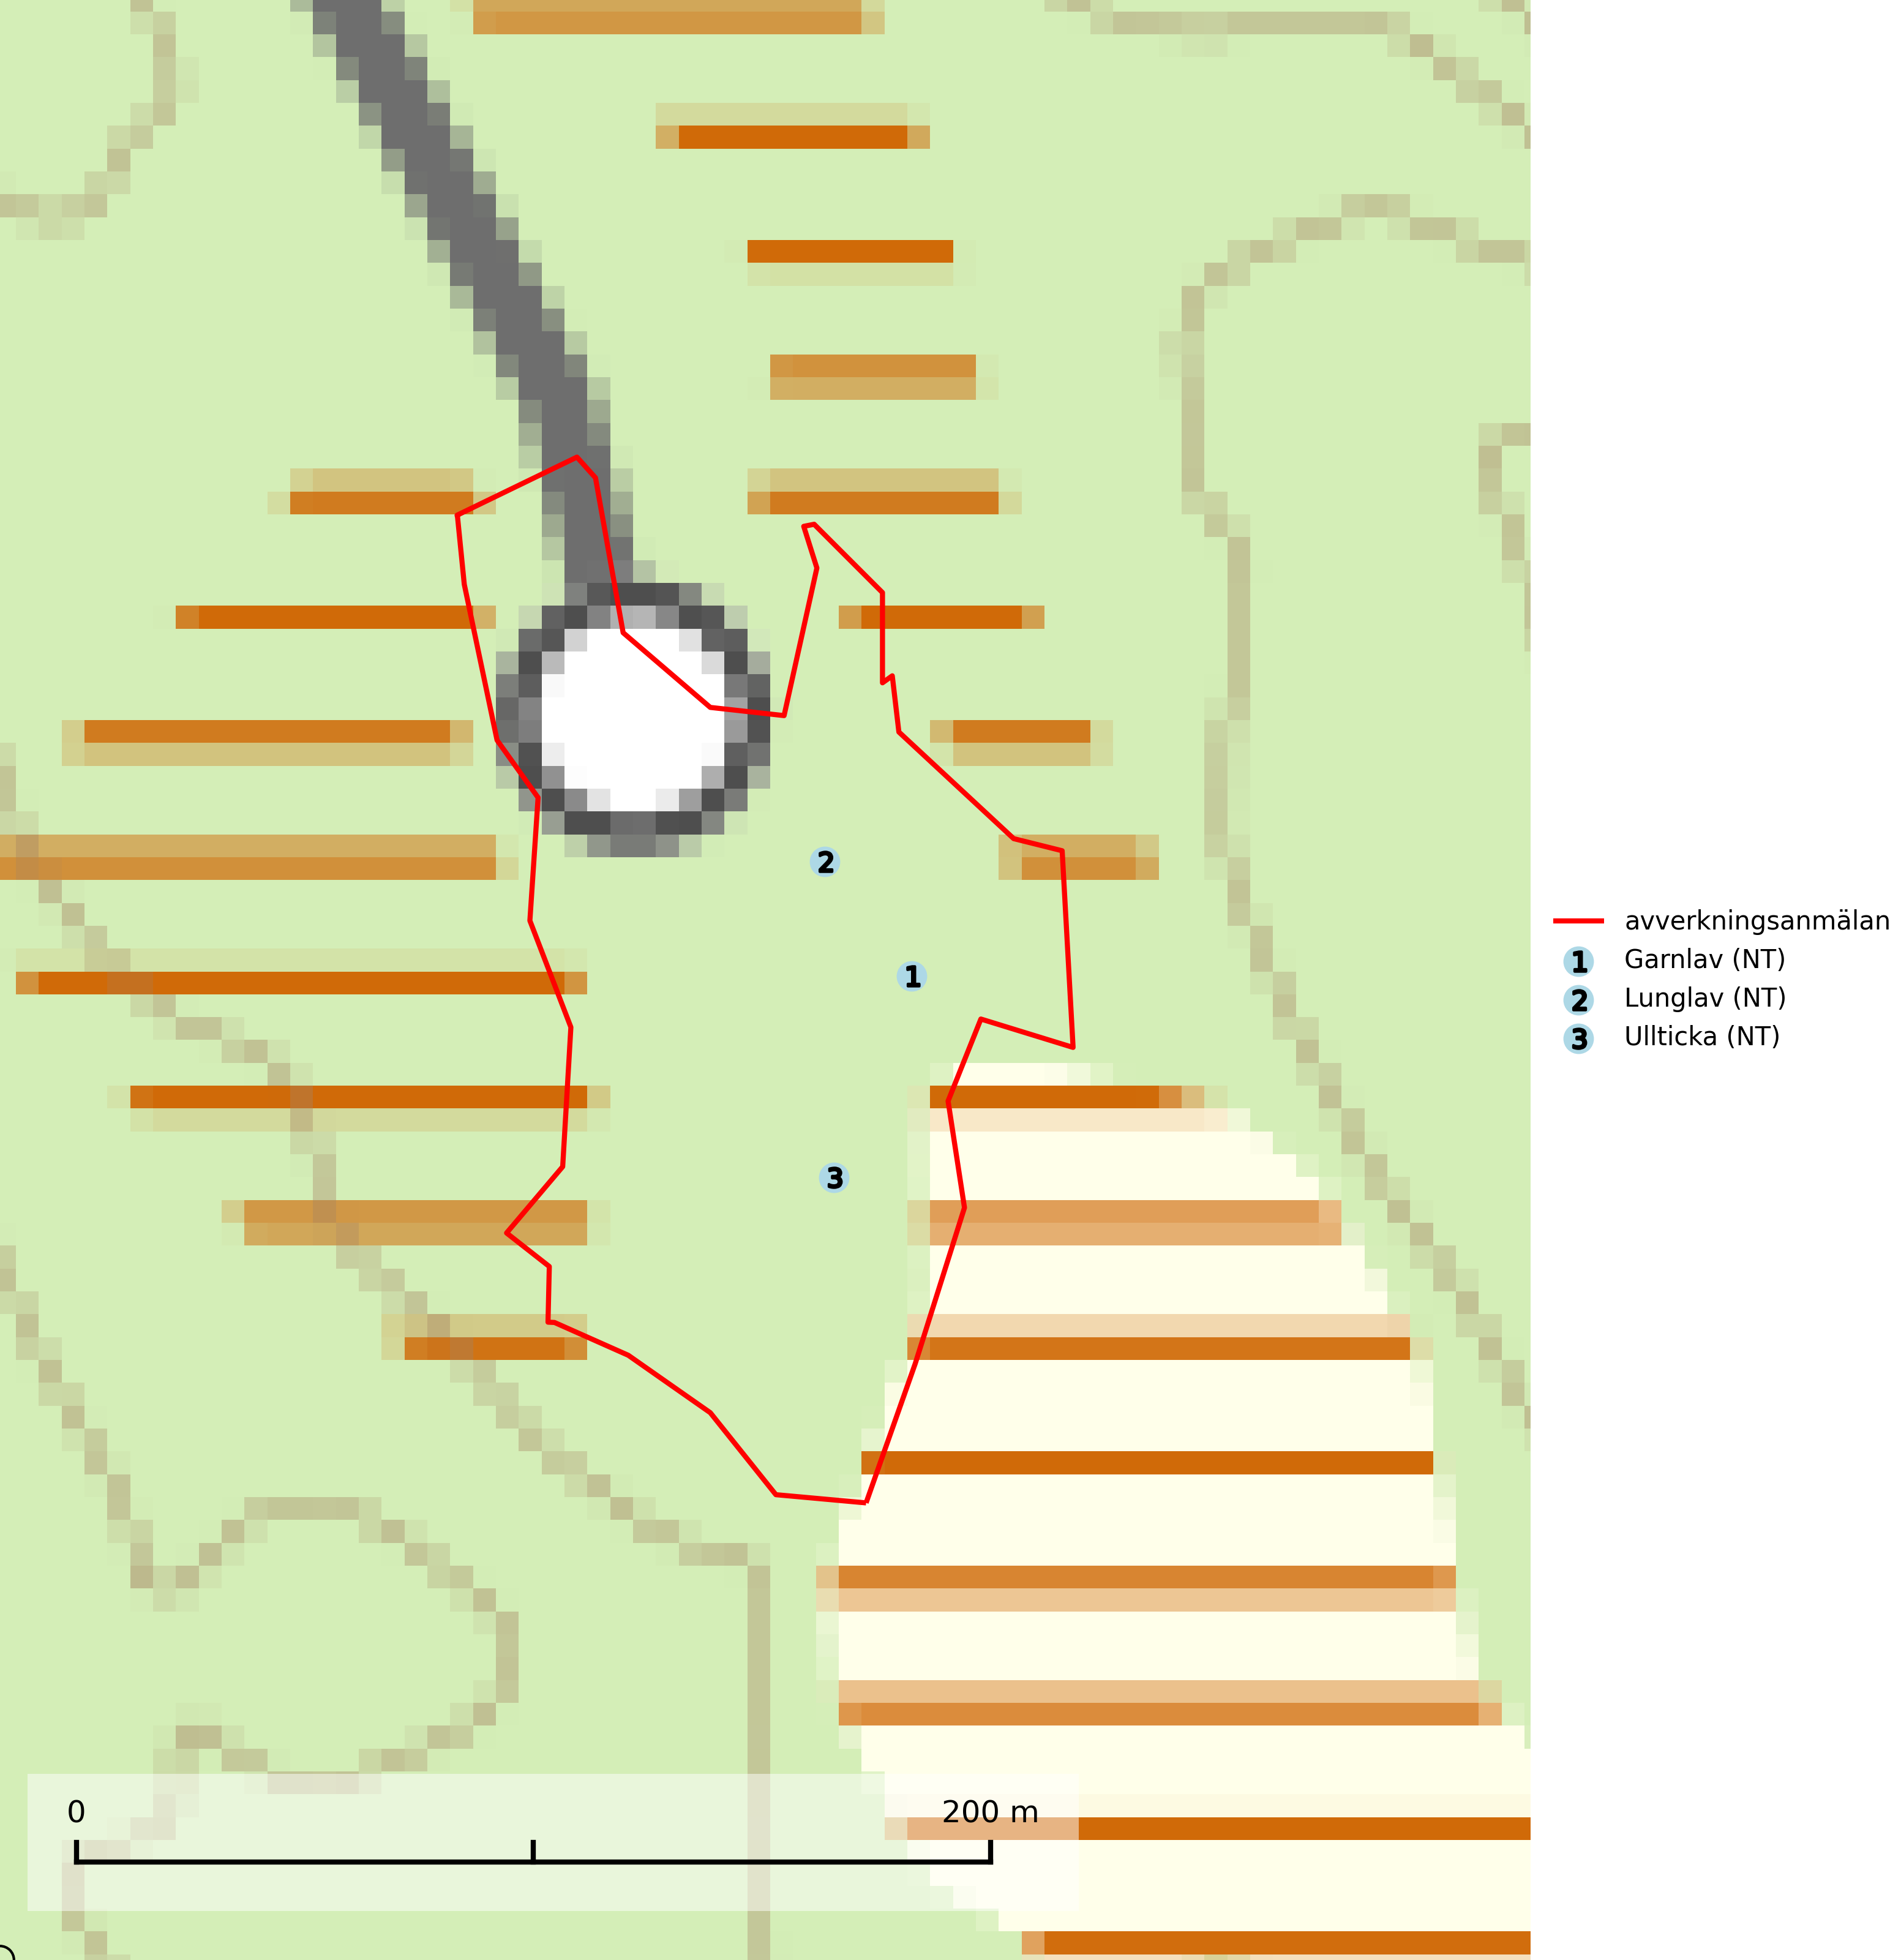 2
1
3
avverkningsanmälan
1 Garnlav (NT)
2 Lunglav (NT)
3 Ullticka (NT)
0 200 m